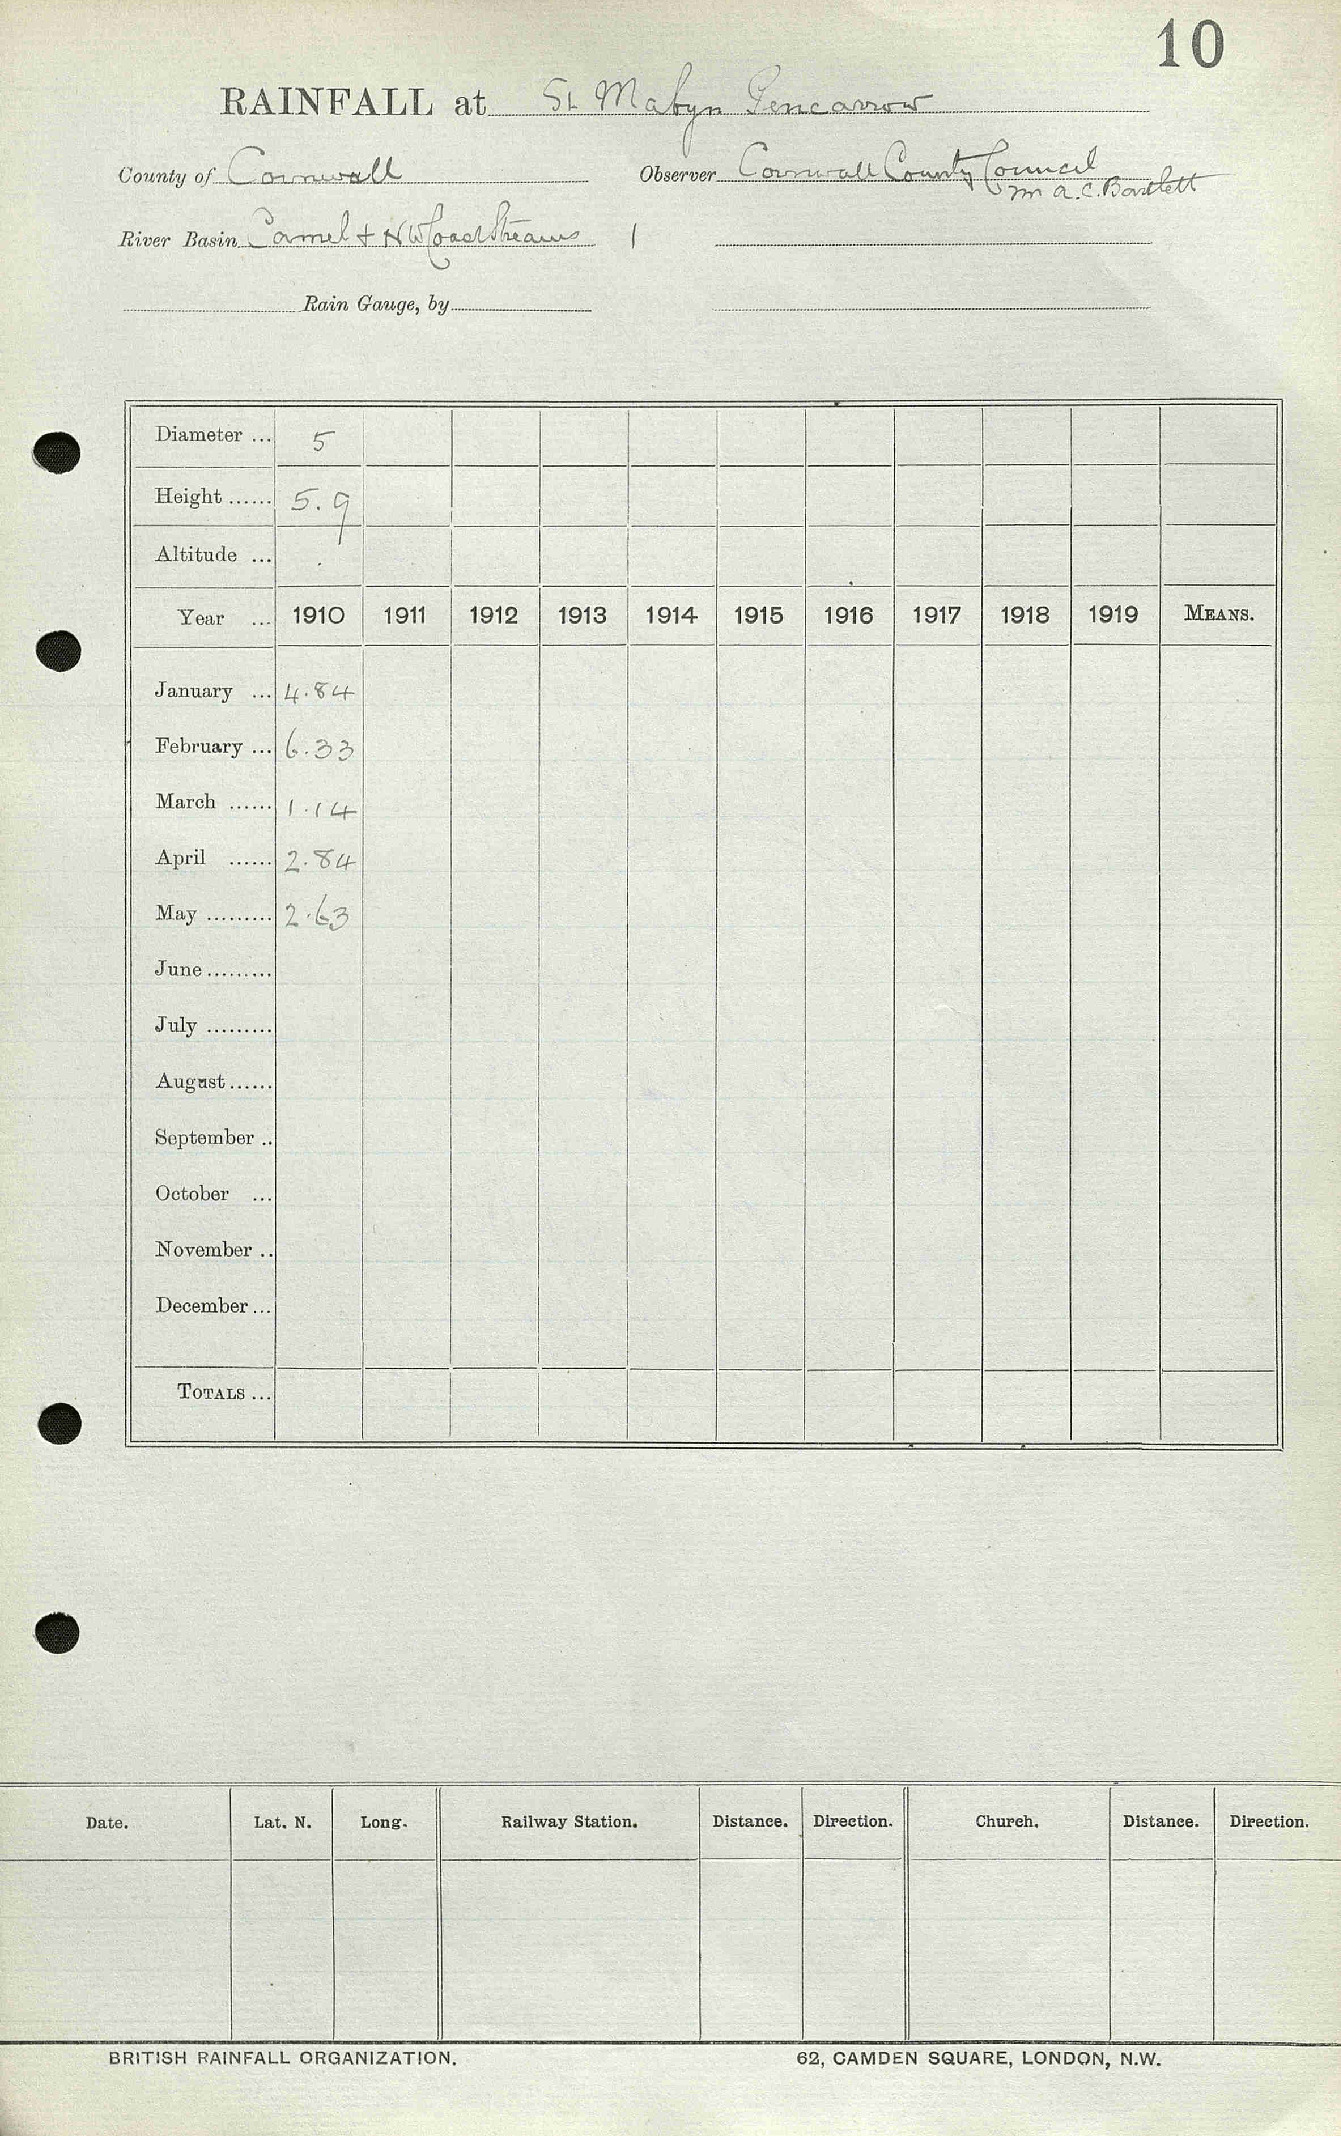 10
RAINFALL at St Mabyn Pencarrow
County of Cornwall Observer Cornwall County Council
Mr A. C. Bartlett
River Basin Camel + NW Coast Streams 1
Rain Gauge, by
Diameter ... 5
Height ...... 5.9
Altitude ... .
Year ... 1910 1911 1912 1913 1914 1915 1916 1917 1918 1919 MEANS.
January ... 4.84
February ... 6.33
March ...... 1.14
April ...... 2.84
May ......... 2.63
June .........
July .........
August ......
September ..
October ...
November ..
December ...
TOTALS ...
Date. Lat. N. Long. Railway Station. Distance. Direction. Church. Distance. Direction.
BRITISH RAINFALL ORGANIZATION. 62, CAMDEN SQUARE, LONDON, N.W.